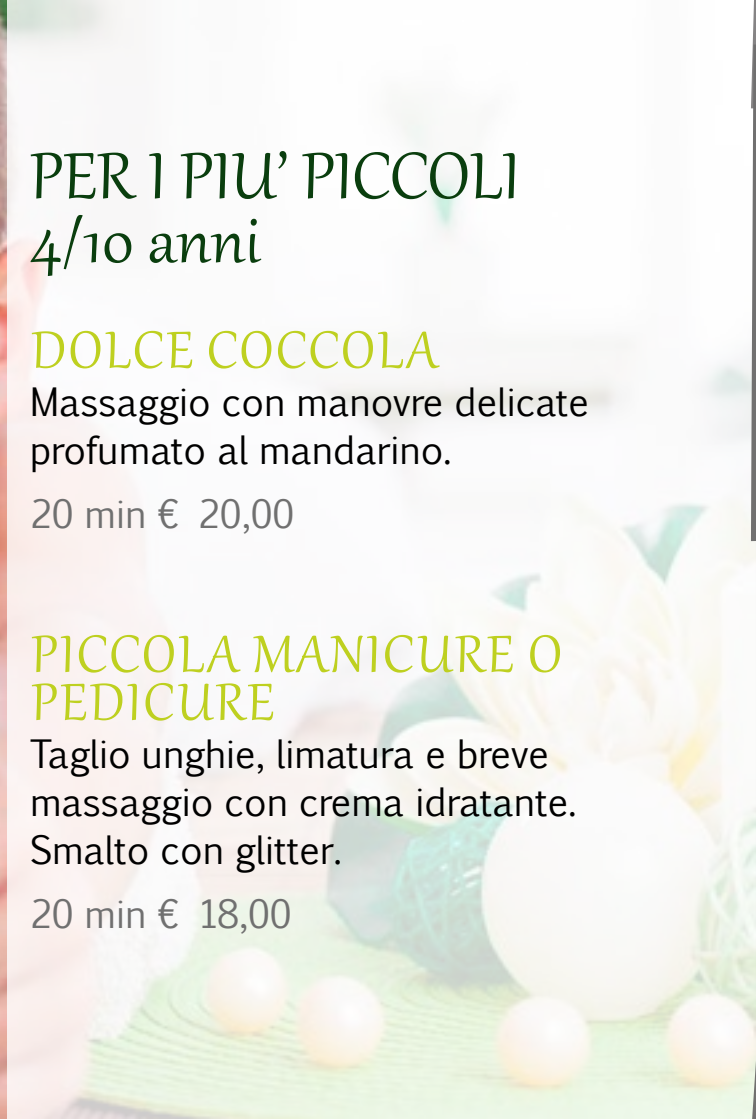 PER I PIU’ PICCOLI
4/10 anni
DOLCE COCCOLA
Massaggio con manovre delicate
profumato al mandarino.
20 min € 20,00
PICCOLA MANICURE O
PEDICURE
Taglio unghie, limatura e breve
massaggio con crema idratante.
Smalto con glitter.
20 min € 18,00